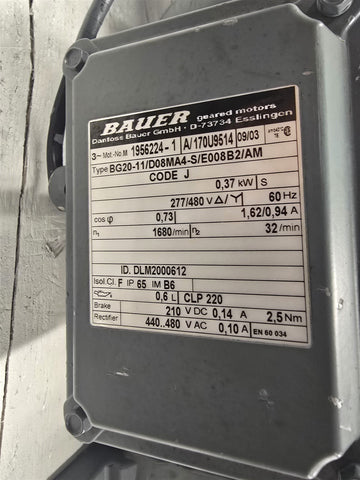 BAUER geared motors
Danfoss Bauer GmbH · D-73734 Esslingen
3~ Mot.-No.M 1956224-1 A/170U9514 09/03
Type BG20-11/D08MA4-S/E008B2/AM
CODE J
0,37 kW S
277/480 V Δ/Y 60 Hz
cos φ 0,73 1,62/0,94 A
n1 1680/min n2 32/min
ID. DLM2000612
Isol.Cl. F IP 65 IM B6
0,6 L CLP 220
Brake 210 V DC 0,14 A 2,5 Nm
Rectifier 440..480 V AC 0,10 A EN 60 034